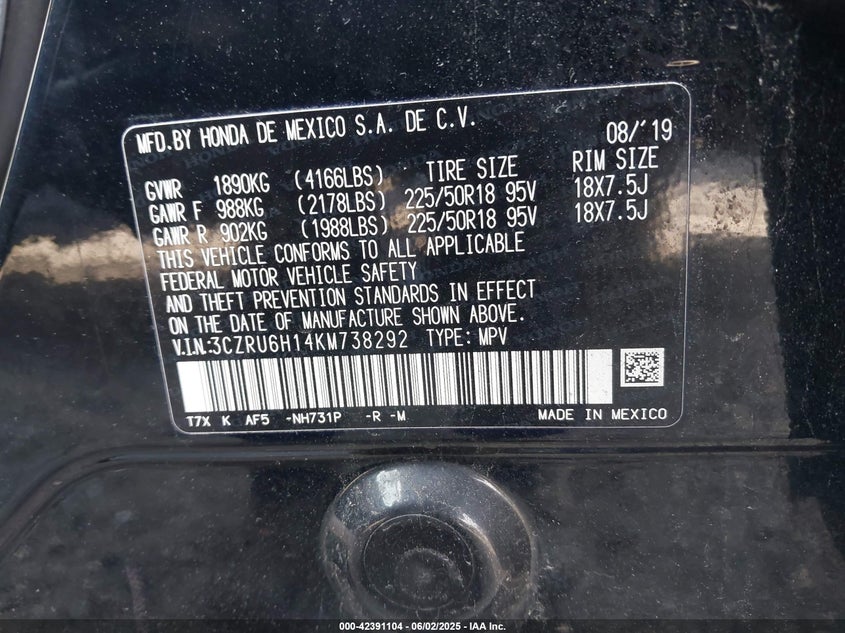 MFD.BY HONDA DE MEXICO S.A. DE C.V. 08/'19
GVWR 1890KG (4166LBS) TIRE SIZE RIM SIZE
GAWR F 988KG (2178LBS) 225/50R18 95V 18X7.5J
GAWR R 902KG (1988LBS) 225/50R18 95V 18X7.5J
THIS VEHICLE CONFORMS TO ALL APPLICABLE
FEDERAL MOTOR VEHICLE SAFETY
AND THEFT PREVENTION STANDARDS IN EFFECT
ON THE DATE OF MANUFACTURE SHOWN ABOVE.
V.I.N:3CZRU6H14KM738292 TYPE: MPV
T7X K AF5 -NH731P -R -M MADE IN MEXICO
000-42391104 | 06/02/2025 - IAA Inc.